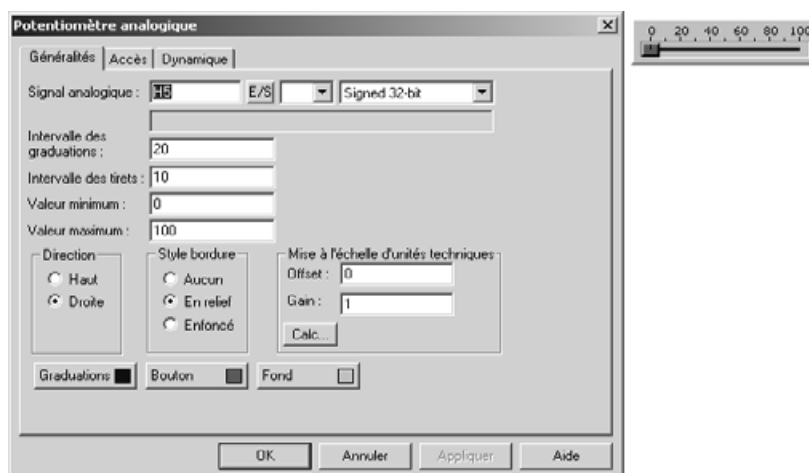 Potentiomètre analogique
0 20 40 60 80 100
Généralités Accès Dynamique
Signal analogique : H5 E/S Signed 32-bit
Intervalle des
graduations : 20
Intervalle des tirets : 10
Valeur minimum : 0
Valeur maximum : 100
Direction Style bordure Mise à l'échelle d'unités techniques
Haut Aucun Offset : 0
Droite En relief Gain : 1
Enfoncé Calc...
Graduations Bouton Fond
OK Annuler Appliquer Aide